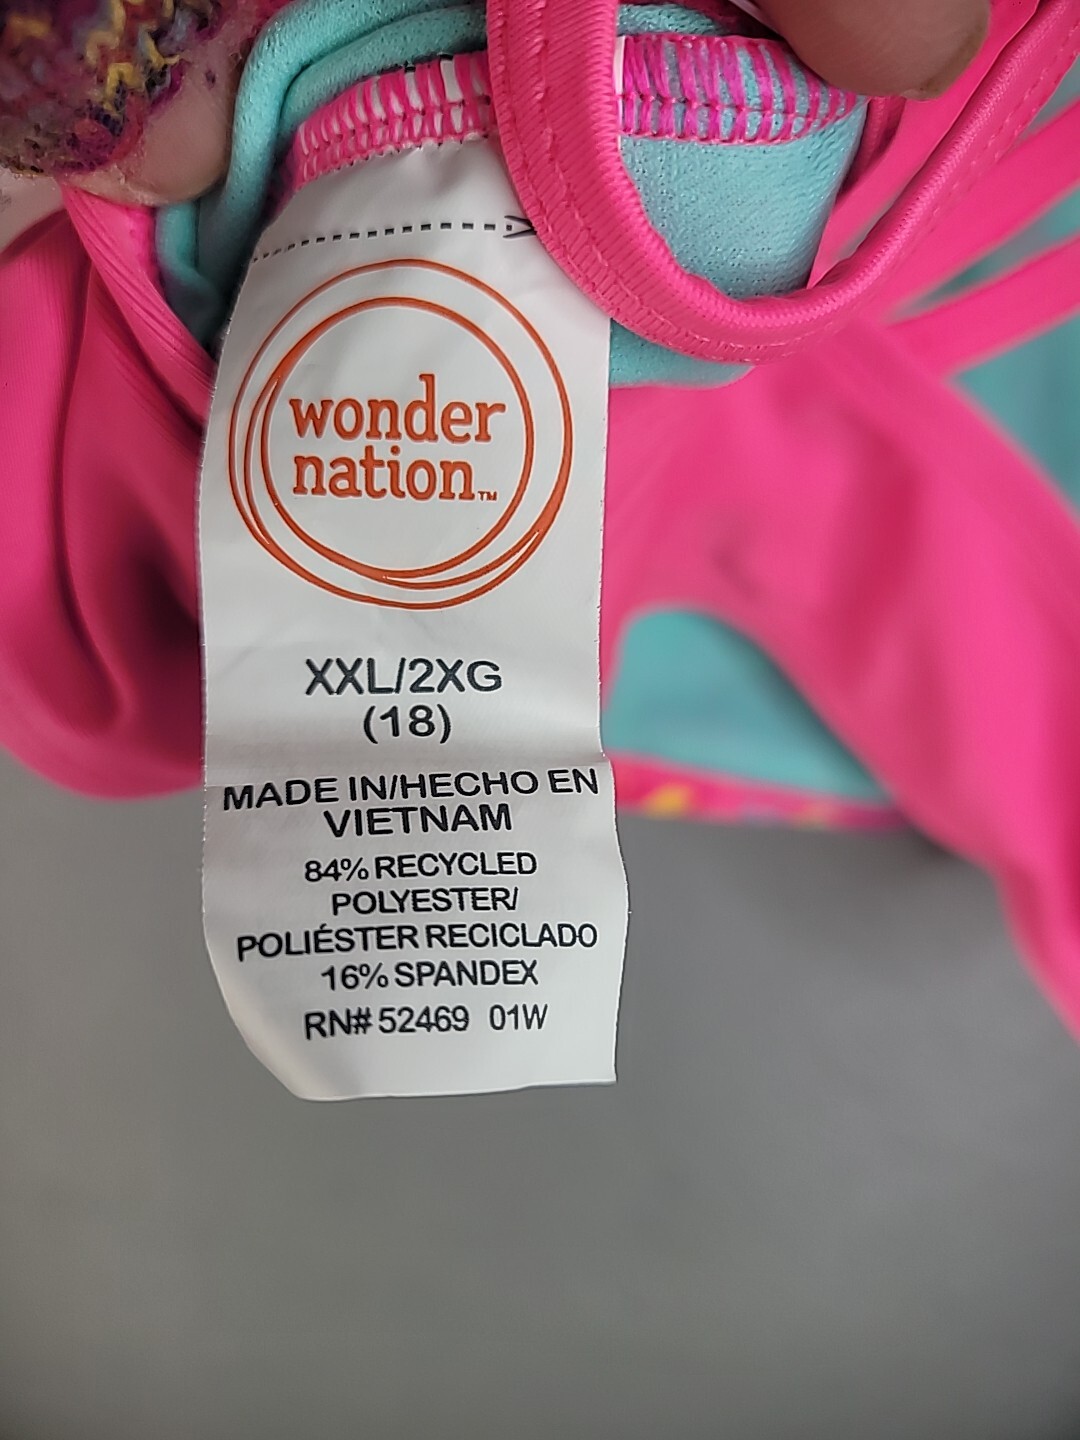 wonder
nation™
XXL/2XG
(18)
MADE IN/HECHO EN
VIETNAM
84% RECYCLED
POLYESTER/
POLIÉSTER RECICLADO
16% SPANDEX
RN# 52469 01W